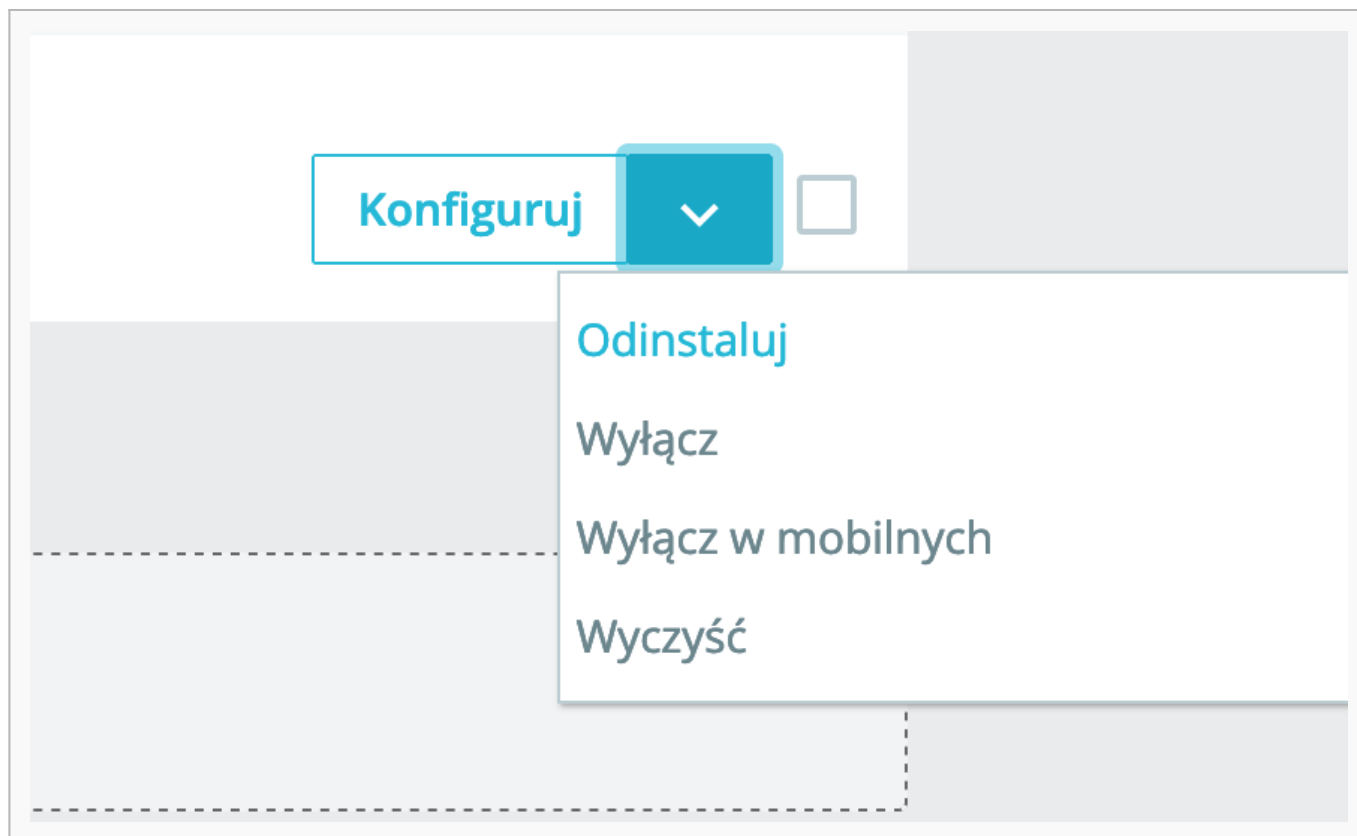 Konfiguruj
Odinstaluj
Wyłącz
Wyłącz w mobilnych
Wyczyść